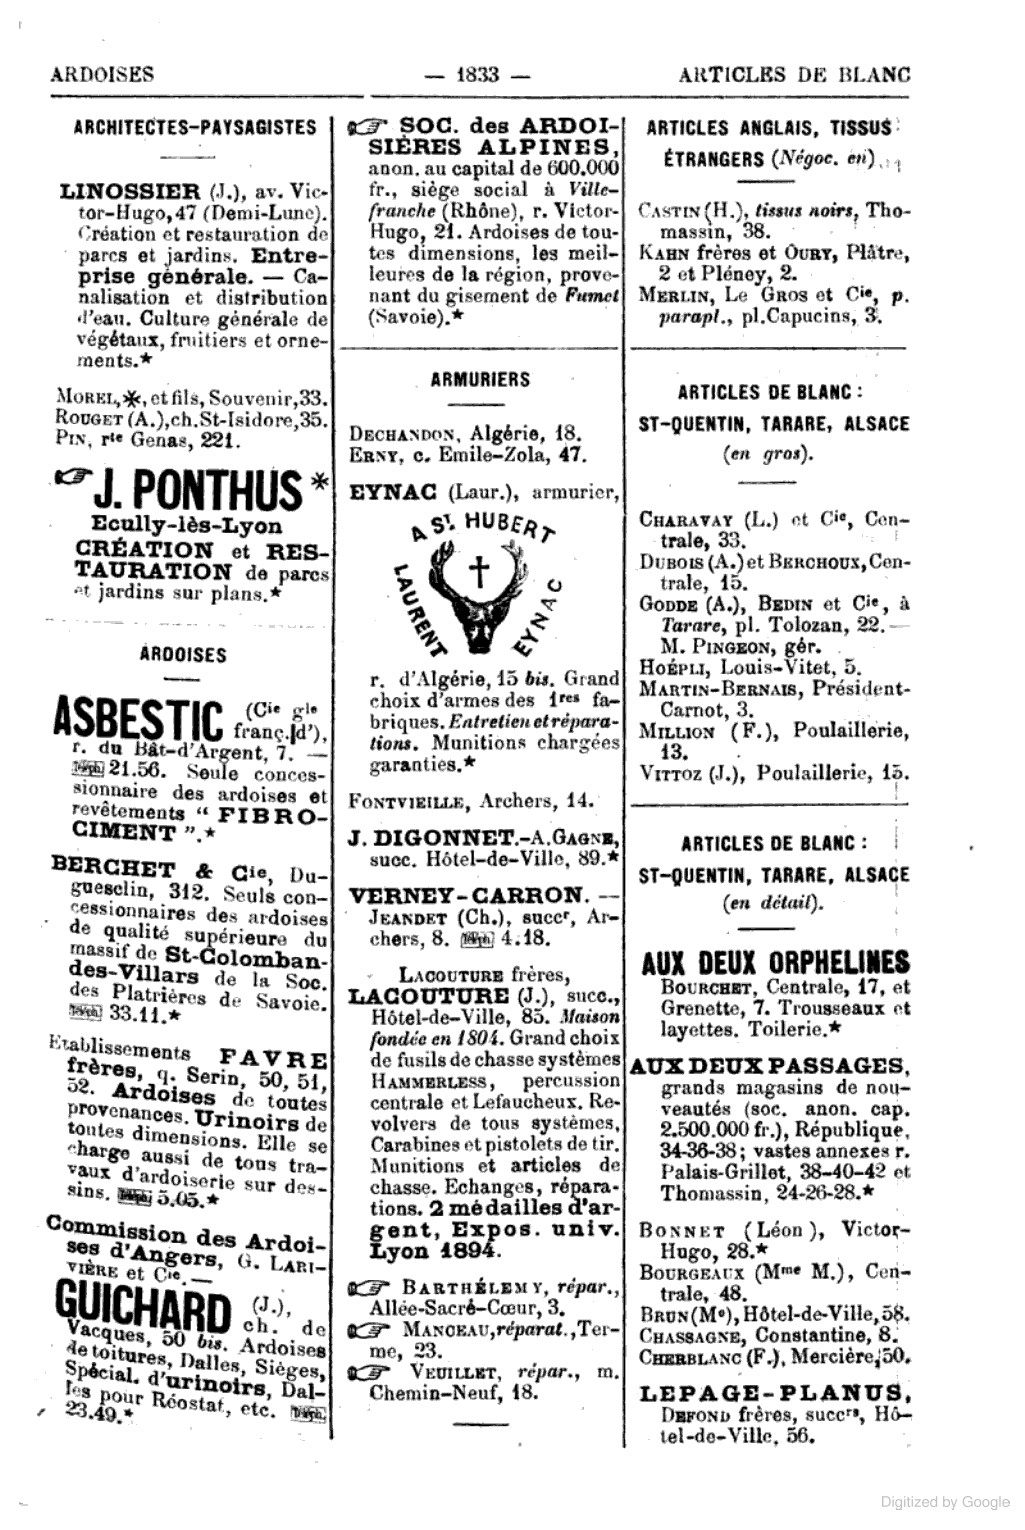 ARDOISES — 1833 — ARTICLES DE BLANC
ARCHITECTES-PAYSAGISTES
LINOSSIER (J.), av. Vic-
tor-Hugo, 47 (Demi-Lune).
Création et restauration de
parcs et jardins. Entre-
prise générale. — Ca-
nalisation et distribution
d'eau. Culture générale de
végétaux, fruitiers et orne-
ments.★
MOREL, ✻, et fils, Souvenir, 33.
ROUGET (A.), ch. St-Isidore, 35.
PIN, rte Genas, 221.
☞ J. PONTHUS *
Ecully-lès-Lyon
CRÉATION et RES-
TAURATION de parcs
et jardins sur plans.★
ARDOISES
ASBESTIC (Cie gle
franç. d'),
r. du Bât-d'Argent, 7. —
Téléph. 21.56. Seule conces-
sionnaire des ardoises et
revêtements “ FIBRO-
CIMENT ”.★
BERCHET & Cie, Du-
guesclin, 312. Seuls con-
cessionnaires des ardoises
de qualité supérieure du
massif de St-Colomban-
des-Villars de la Soc.
des Platrières de Savoie.
Téléph. 33.11.★
Etablissements FAVRE
frères, q. Serin, 50, 51,
52. Ardoises de toutes
provenances. Urinoirs de
toutes dimensions. Elle se
charge aussi de tous tra-
vaux d'ardoiserie sur des-
sins. Téléph. 5.05.★
Commission des Ardoi-
ses d'Angers, G. LARI-
VIÈRE et Cie. —
GUICHARD (J.),
ch. de
Vacques, 50 bis. Ardoises
de toitures, Dalles, Sièges,
Spécial. d'urinoirs, Dal-
les pour Réostat, etc. Téléph.
23.49.★
☞ SOC. des ARDOI-
SIÈRES ALPINES,
anon. au capital de 600.000
fr., siège social à Ville-
franche (Rhône), r. Victor-
Hugo, 21. Ardoises de tou-
tes dimensions, les meil-
leures de la région, prove-
nant du gisement de Fumet
(Savoie).★
ARMURIERS
DECHANDON, Algérie, 18.
ERNY, c. Emile-Zola, 47.
EYNAC (Laur.), armurier,
A ST HUBERT
LAURENT EYNAC
r. d'Algérie, 15 bis. Grand
choix d'armes des 1res fa-
briques. Entretien et répara-
tions. Munitions chargées
garanties.★
FONTVIEILLE, Archers, 14.
J. DIGONNET.-A. GAGNE,
succ. Hôtel-de-Ville, 89.★
VERNEY-CARRON. —
JEANDET (Ch.), succr, Ar-
chers, 8. Téléph. 4.18.
LACOUTURE frères,
LACOUTURE (J.), succ.,
Hôtel-de-Ville, 85. Maison
fondée en 1804. Grand choix
de fusils de chasse systèmes
HAMMERLESS, percussion
centrale et Lefaucheux. Re-
volvers de tous systèmes,
Carabines et pistolets de tir.
Munitions et articles de
chasse. Echanges, répara-
tions. 2 médailles d'ar-
gent, Expos. univ.
Lyon 1894.
☞ BARTHÉLEMY, répar.,
Allée-Sacré-Cœur, 3.
☞ MANCEAU, réparat., Ter-
me, 23.
☞ VEUILLET, répar., m.
Chemin-Neuf, 18.
ARTICLES ANGLAIS, TISSUS
ÉTRANGERS (Négoc. en)
CASTIN (H.), tissus noirs, Tho-
massin, 38.
KAHN frères et OURY, Plâtre,
2 et Pléney, 2.
MERLIN, LE GROS et Cie, p.
parapl., pl. Capucins, 3.
ARTICLES DE BLANC :
ST-QUENTIN, TARARE, ALSACE
(en gros).
CHARAVAY (L.) et Cie, Cen-
trale, 33.
DUBOIS (A.) et BERCHOUX, Cen-
trale, 15.
GODDE (A.), BEDIN et Cie, à
Tarare, pl. Tolozan, 22. —
M. PINGEON, gér.
HOÉPLI, Louis-Vitet, 5.
MARTIN-BERNAIS, Président-
Carnot, 3.
MILLION (F.), Poulaillerie,
13.
VITTOZ (J.), Poulaillerie, 15.
ARTICLES DE BLANC :
ST-QUENTIN, TARARE, ALSACE
(en détail).
AUX DEUX ORPHELINES
BOURCHET, Centrale, 17, et
Grenette, 7. Trousseaux et
layettes. Toilerie.★
AUX DEUX PASSAGES,
grands magasins de nou-
veautés (soc. anon. cap.
2.500.000 fr.), République,
34-36-38 ; vastes annexes r.
Palais-Grillet, 38-40-42 et
Thomassin, 24-26-28.★
BONNET (Léon), Victor-
Hugo, 28.★
BOURGEAUX (Mme M.), Cen-
trale, 48.
BRUN (Me), Hôtel-de-Ville, 58.
CHASSAGNE, Constantine, 8.
CHERBLANC (F.), Mercière, 50.
LEPAGE-PLANUS,
DEFOND frères, succrs, Hô-
tel-de-Ville, 56.
Digitized by Google